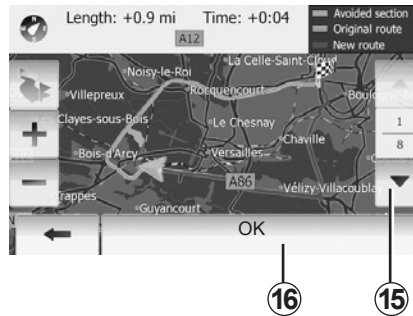 Length: +0.9 mi Time: +0:04
A12
Avoided section
Original route
New route
La Celle-Saint-Cloud
Noisy-le-Roi
Villepreux
Rocquencourt
Boulogne-B
Clayes-sous-Bois
Le Chesnay
1
8
Chaville
Bois-d'Arcy
Versailles
A86
Vélizy-Villacoublay
rappes
Guyancourt
OK
16
15